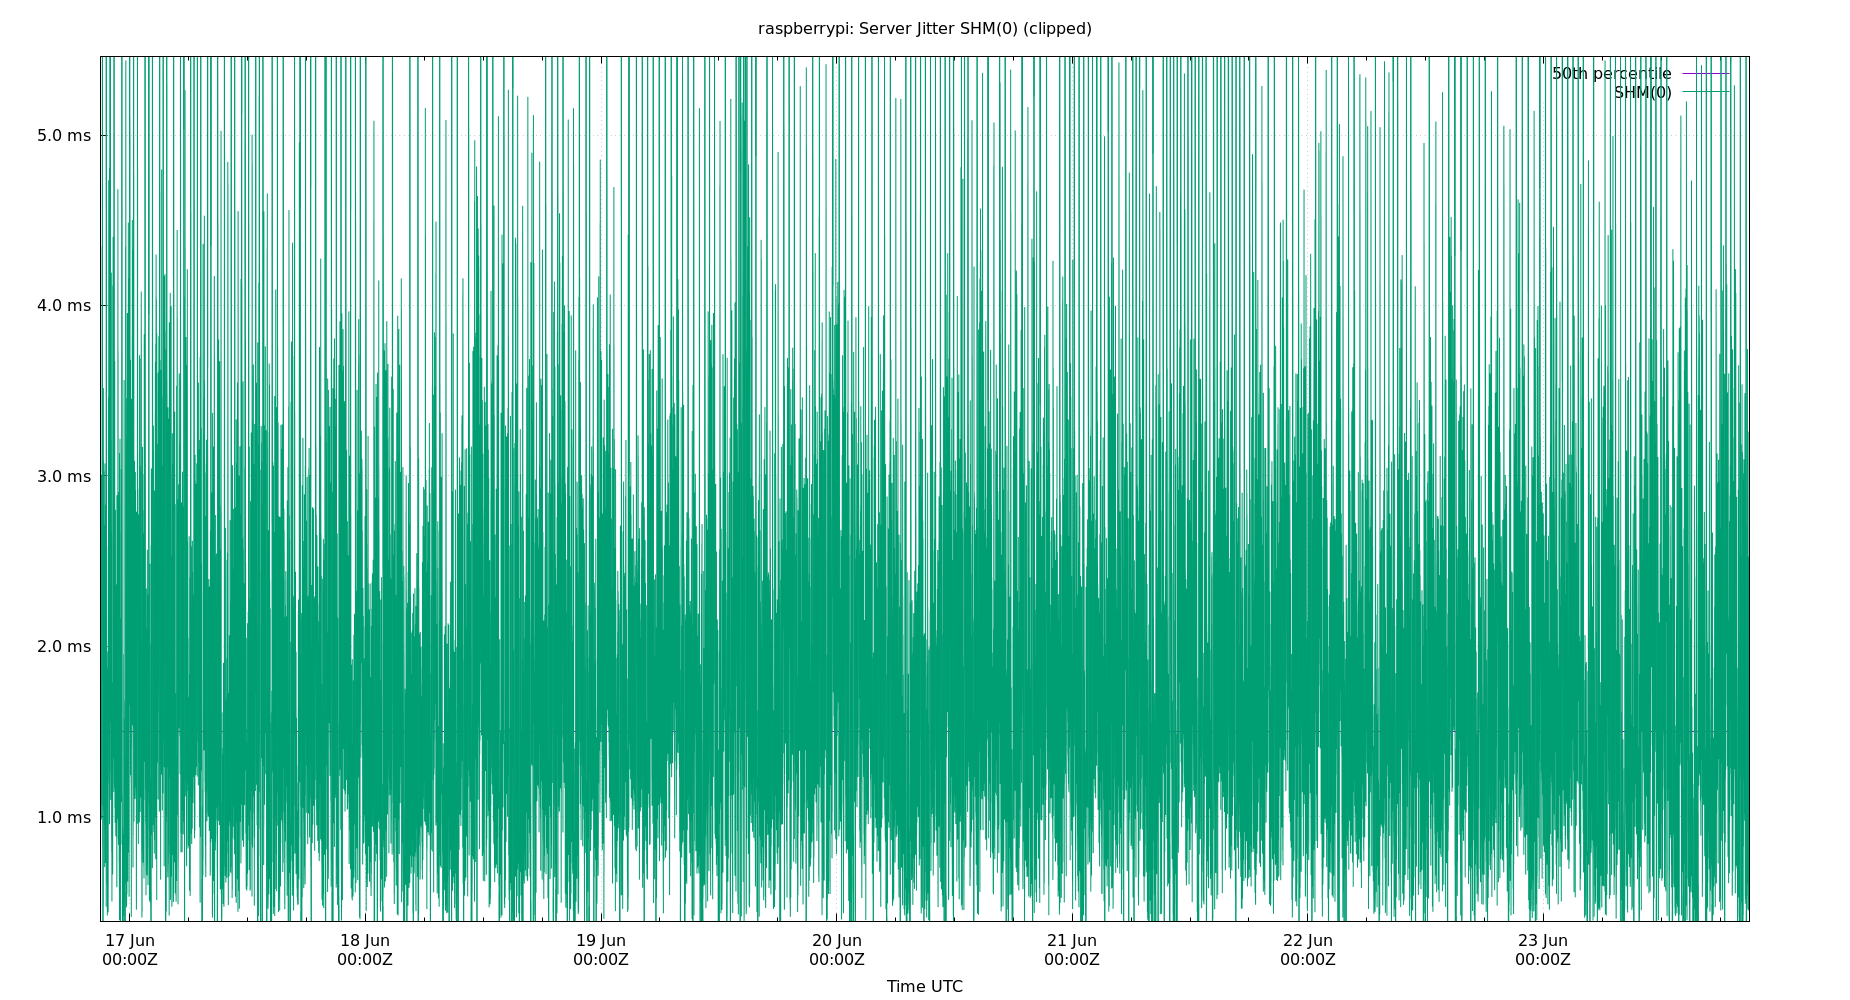 raspberrypi: Server Jitter SHM(0) (clipped)
50th percentile
SHM(0)
5.0 ms
4.0 ms
3.0 ms
2.0 ms
1.0 ms
17 Jun 18 Jun 19 Jun 20 Jun 21 Jun 22 Jun 23 Jun
00:00Z 00:00Z 00:00Z 00:00Z 00:00Z 00:00Z 00:00Z
Time UTC